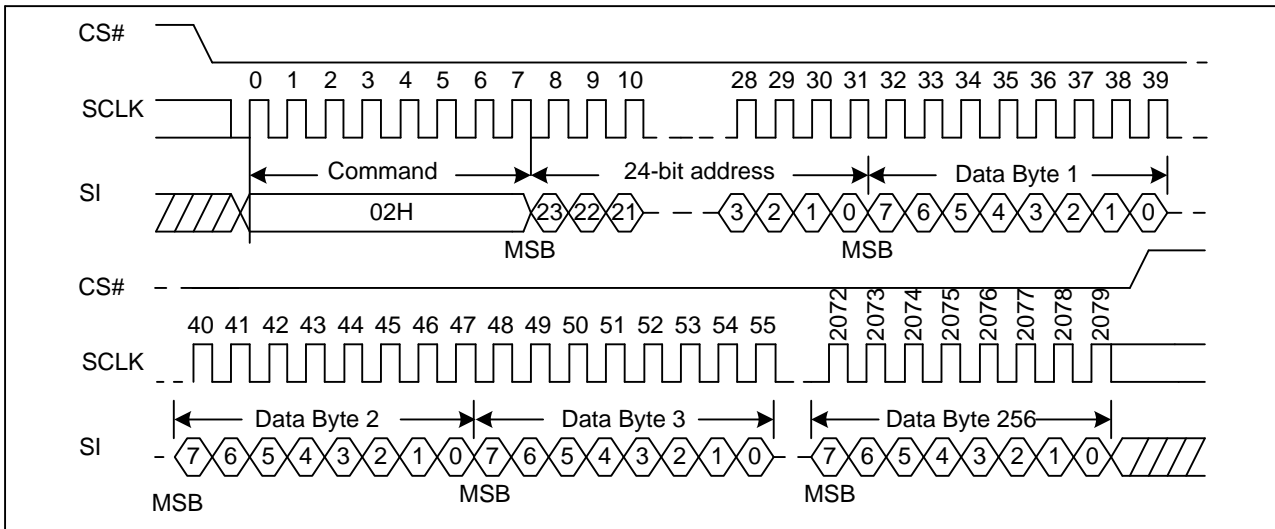 CS#
0 1 2 3 4 5 6 7 8 9 10 28 29 30 31 32 33 34 35 36 37 38 39
SCLK
Command 24-bit address Data Byte 1
SI
02H 23 22 21 3 2 1 0 7 6 5 4 3 2 1 0
MSB MSB
CS#
40 41 42 43 44 45 46 47 48 49 50 51 52 53 54 55 2072 2073 2074 2075 2076 2077 2078 2079
SCLK
Data Byte 2 Data Byte 3 Data Byte 256
SI
7 6 5 4 3 2 1 0 7 6 5 4 3 2 1 0 7 6 5 4 3 2 1 0
MSB MSB MSB